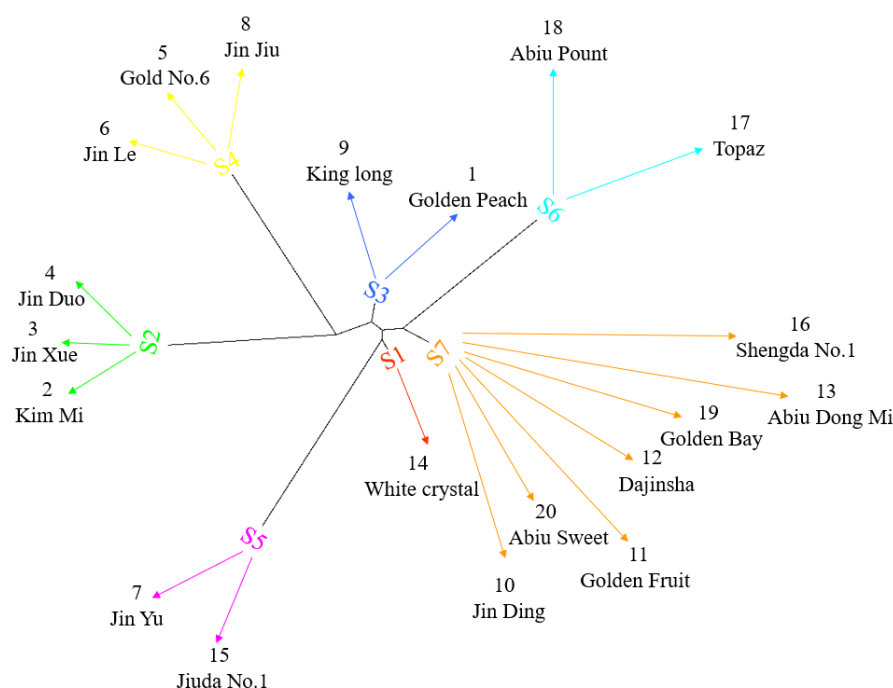 18
Abiu Pount
8
Jin Jiu
5
Gold No.6
6
Jin Le
S4
17
Topaz
9
King long
1
Golden Peach
S6
4
Jin Duo
S3
3
Jin Xue
S2
2
Kim Mi
S1
S7
16
Shengda No.1
13
Abiu Dong Mi
19
Golden Bay
12
Dajinsha
14
White crystal
20
Abiu Sweet
11
Golden Fruit
10
Jin Ding
S5
7
Jin Yu
15
Jiuda No.1